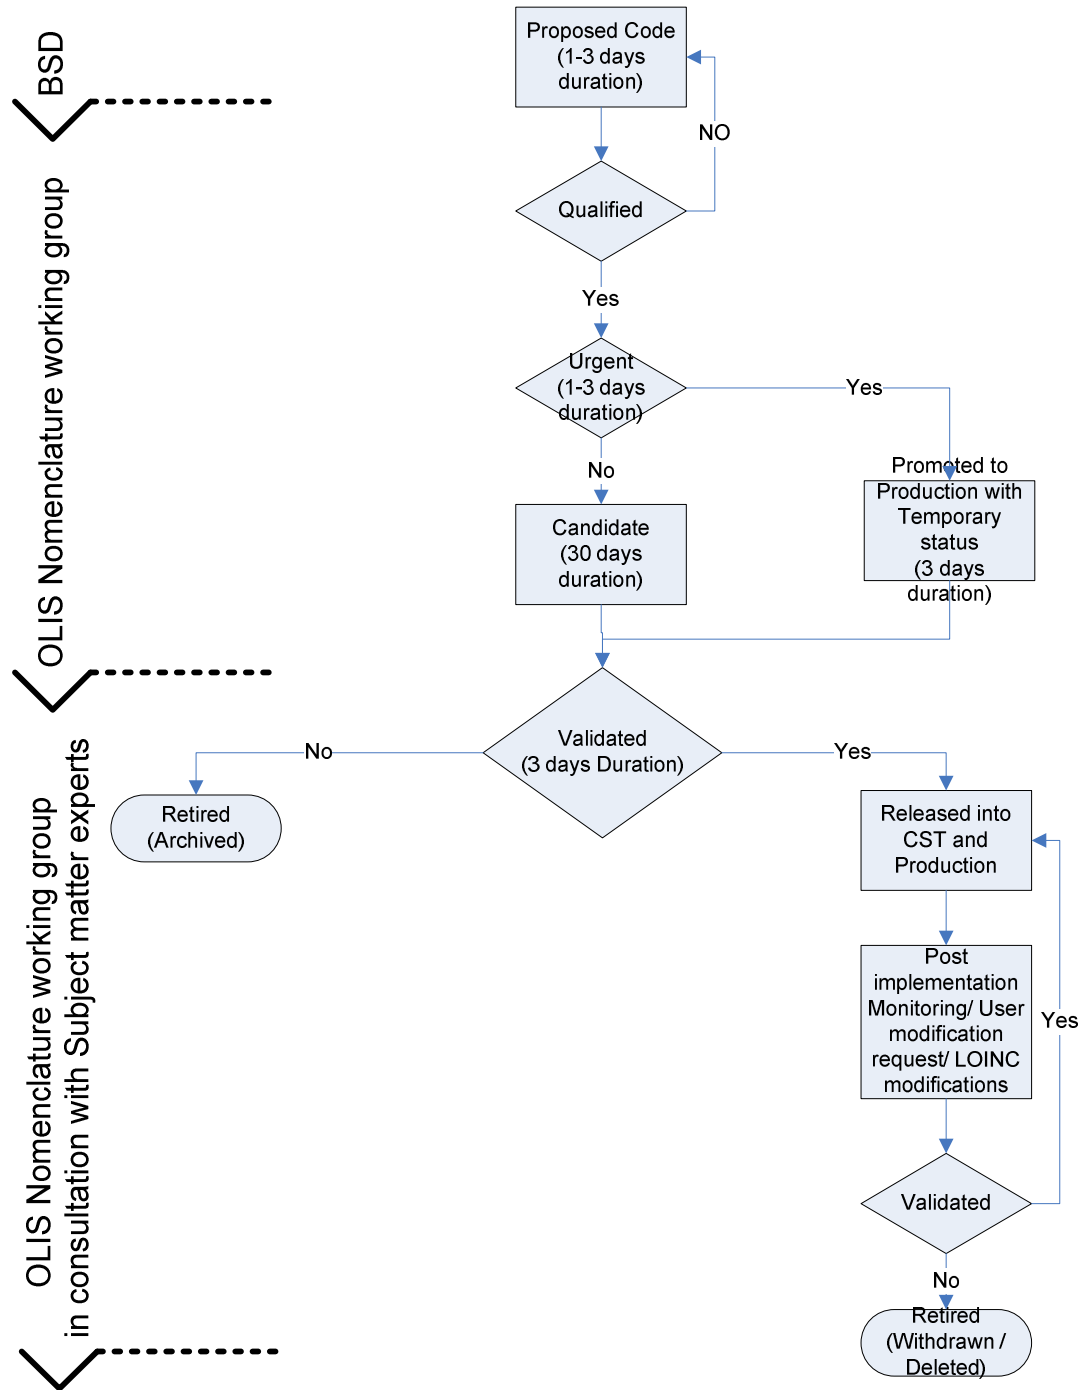 BSD
OLIS Nomenclature working group
OLIS Nomenclature working group
in consultation with Subject matter experts
Proposed Code
(1-3 days
duration)
NO
Qualified
Yes
Urgent
(1-3 days
duration)
Yes
No
Promoted to
Production with
Temporary
status
(3 days
duration)
Candidate
(30 days
duration)
Validated
(3 days Duration)
No
Yes
Retired
(Archived)
Released into
CST and
Production
Post
implementation
Monitoring/ User
modification
request/ LOINC
modifications
Yes
Validated
No
Retired
(Withdrawn /
Deleted)